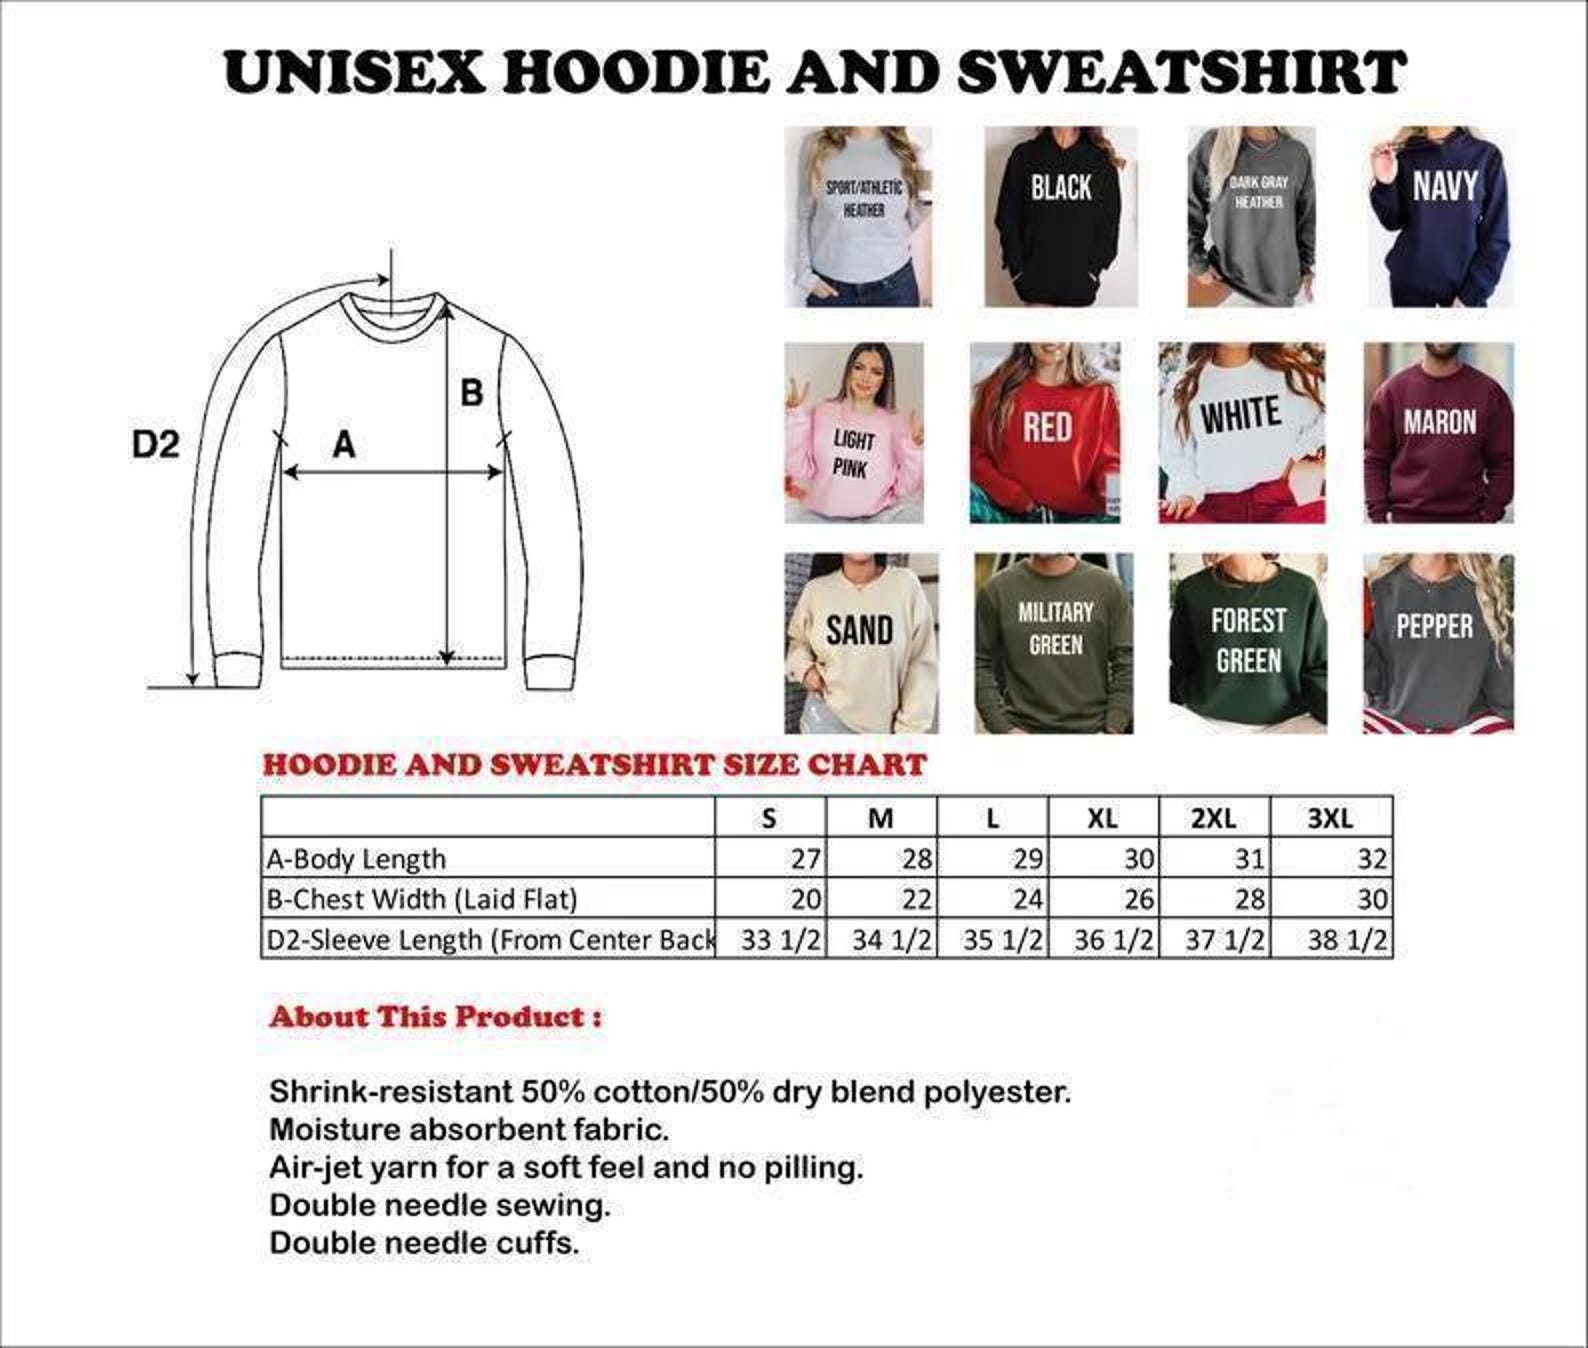 UNISEX HOODIE AND SWEATSHIRT
SPORT/ATHLETIC
HEATHER
BLACK
DARK GRAY
HEATHER
NAVY
LIGHT
PINK
RED
WHITE
MARON
SAND
MILITARY
GREEN
FOREST
GREEN
PEPPER
D2
A
B
HOODIE AND SWEATSHIRT SIZE CHART
S M L XL 2XL 3XL
A-Body Length 27 28 29 30 31 32
B-Chest Width (Laid Flat) 20 22 24 26 28 30
D2-Sleeve Length (From Center Back 33 1/2 34 1/2 35 1/2 36 1/2 37 1/2 38 1/2
About This Product :
Shrink-resistant 50% cotton/50% dry blend polyester.
Moisture absorbent fabric.
Air-jet yarn for a soft feel and no pilling.
Double needle sewing.
Double needle cuffs.